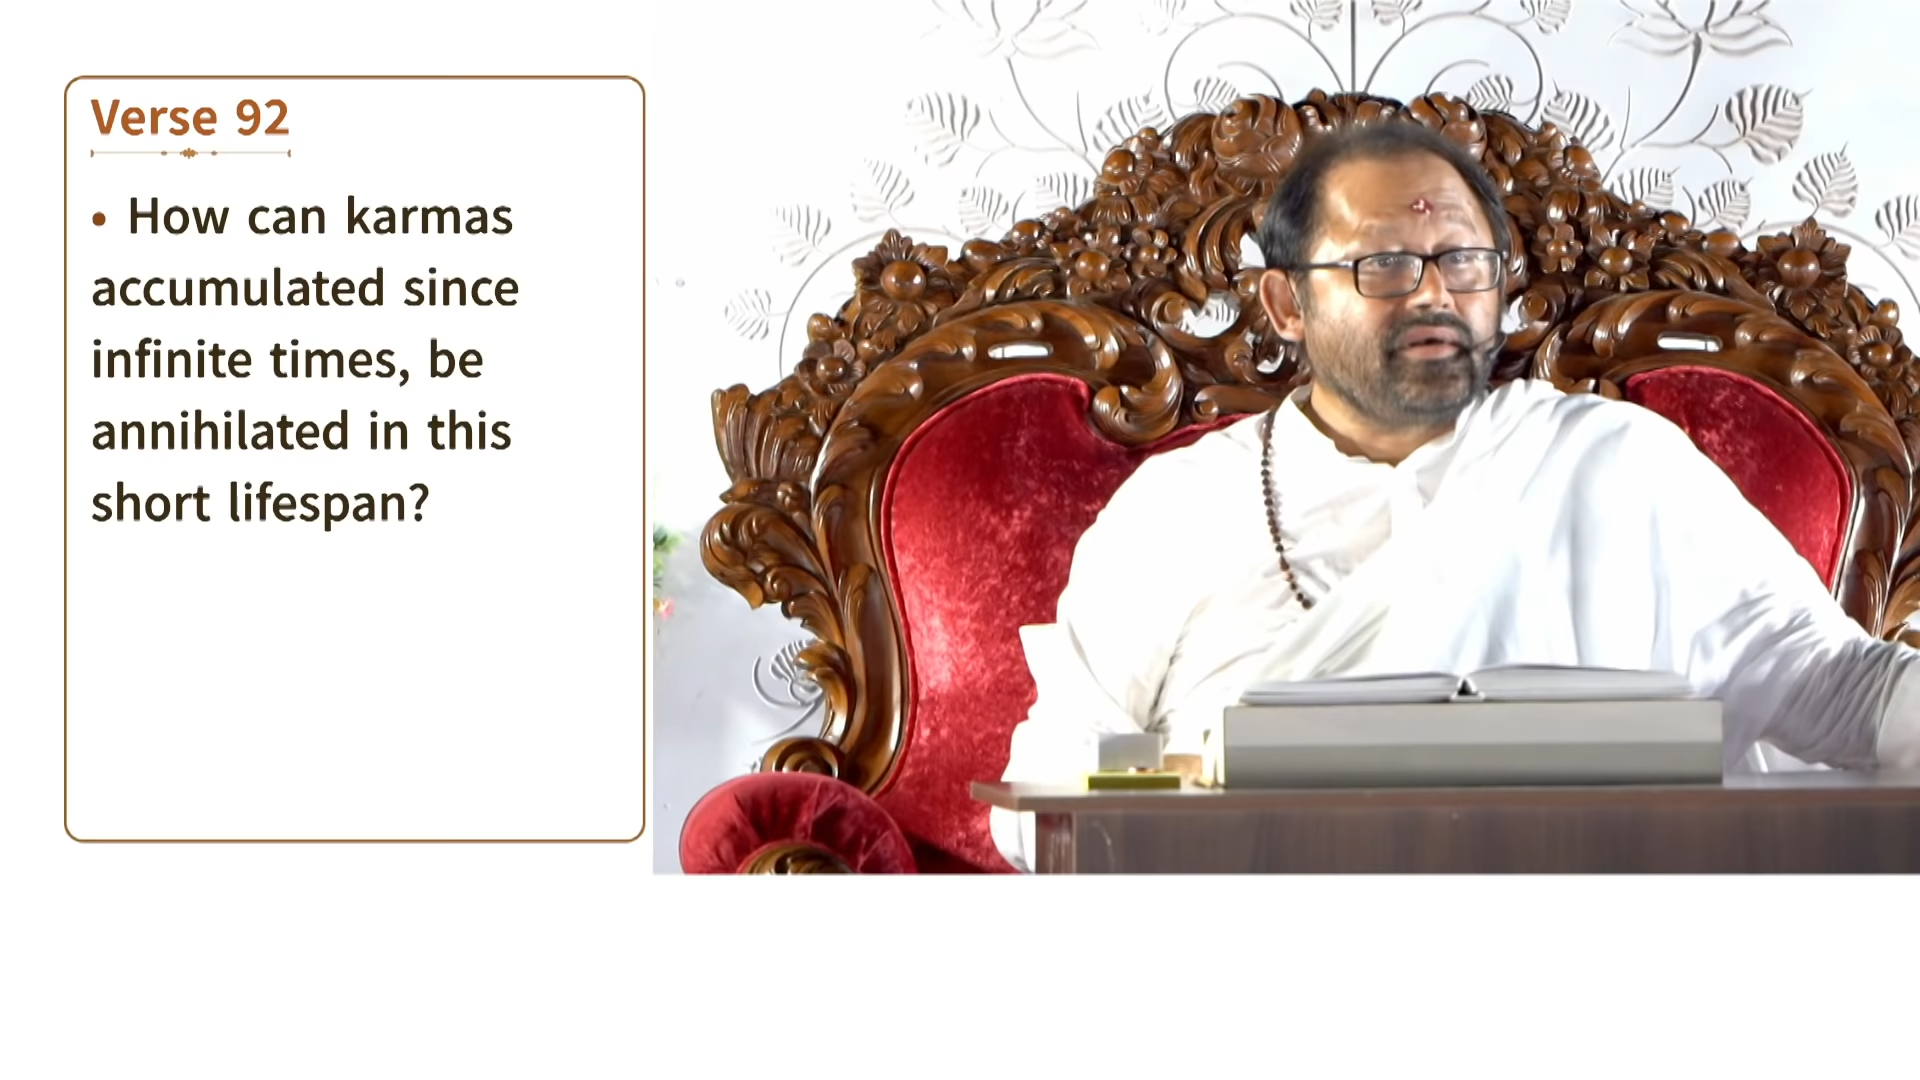 Verse 92
• How can karmas
accumulated since
infinite times, be
annihilated in this
short lifespan?